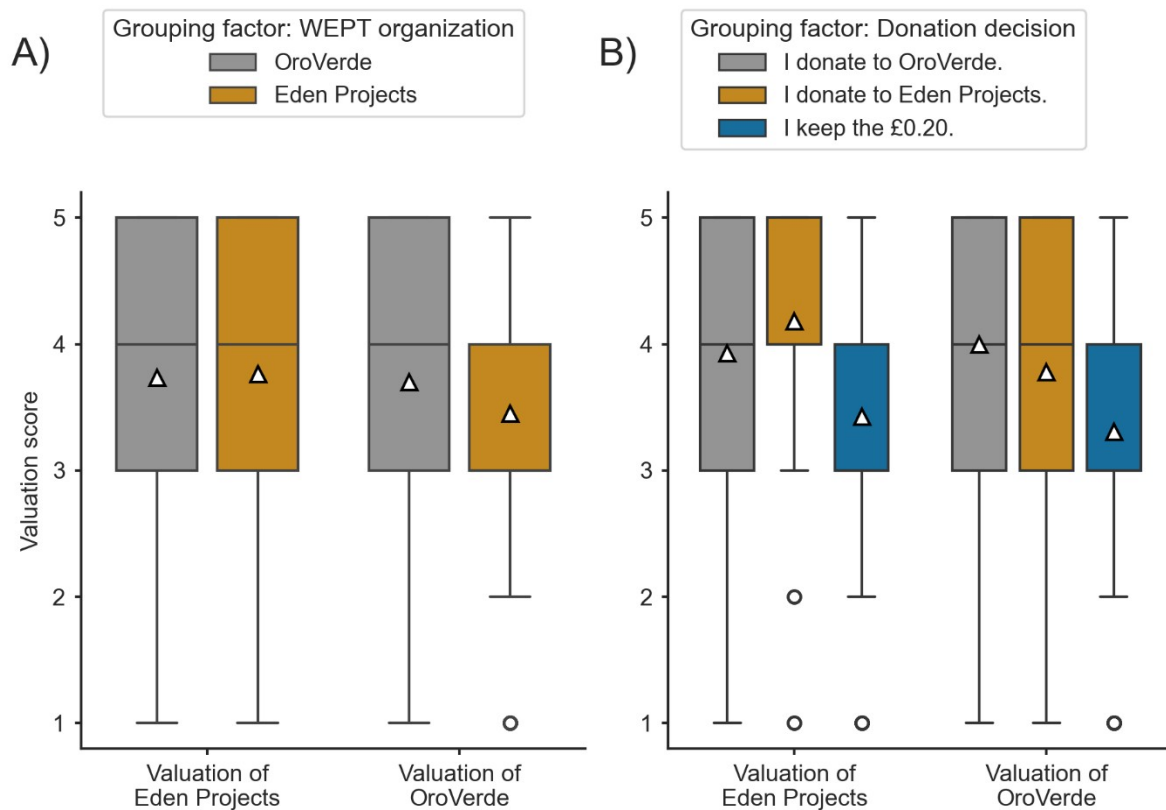 A)
Grouping factor: WEPT organization
OroVerde
Eden Projects
Valuation score
5
4
3
2
1
Valuation of
Eden Projects
Valuation of
OroVerde
B)
Grouping factor: Donation decision
I donate to OroVerde.
I donate to Eden Projects.
I keep the £0.20.
5
4
3
2
1
Valuation of
Eden Projects
Valuation of
OroVerde